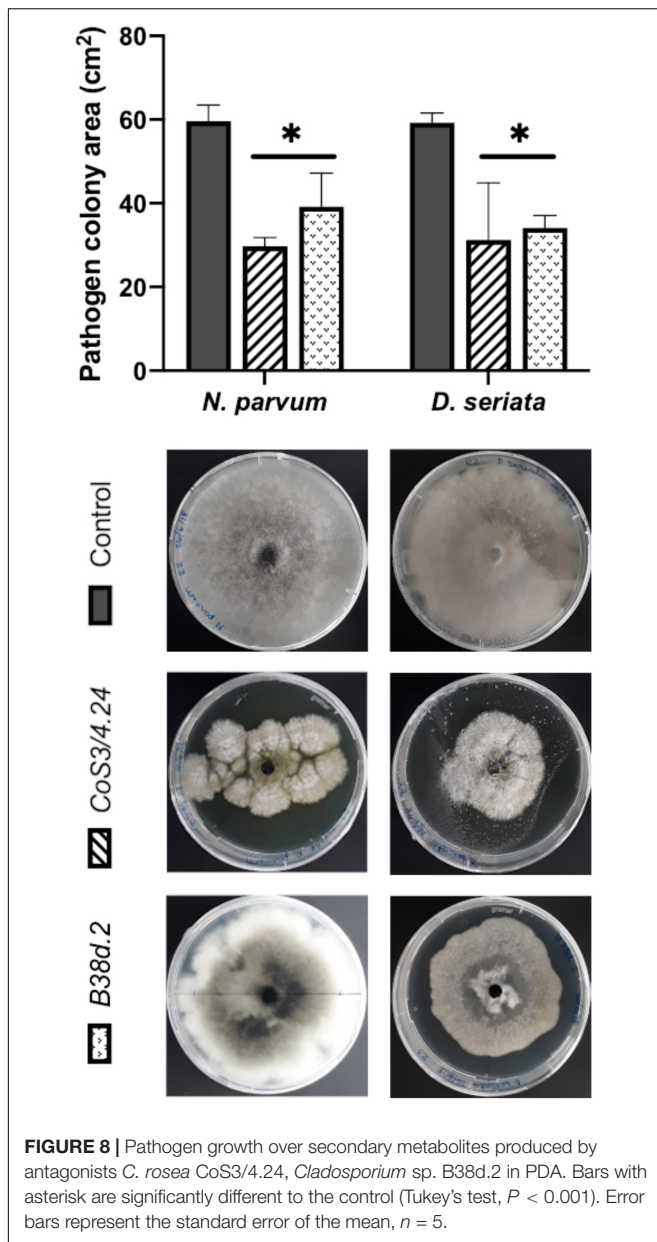 Pathogen colony area (cm²)
80
60
40
20
0
*
*
N. parvum
D. seriata
Control
CoS3/4.24
B38d.2
FIGURE 8 | Pathogen growth over secondary metabolites produced by
antagonists C. rosea CoS3/4.24, Cladosporium sp. B38d.2 in PDA. Bars with
asterisk are significantly different to the control (Tukey's test, P < 0.001). Error
bars represent the standard error of the mean, n = 5.